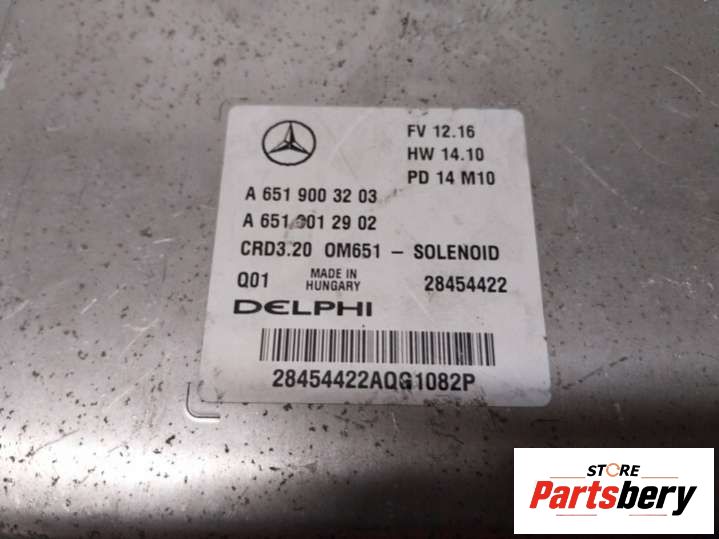 FV 12.16
HW 14.10
PD 14 M10
A 651 900 32 03
A 651 901 29 02
CRD3.20 OM651 – SOLENOID
Q01 MADE IN HUNGARY 28454422
DELPHI
28454422AQG1082P
STORE
Partsbery